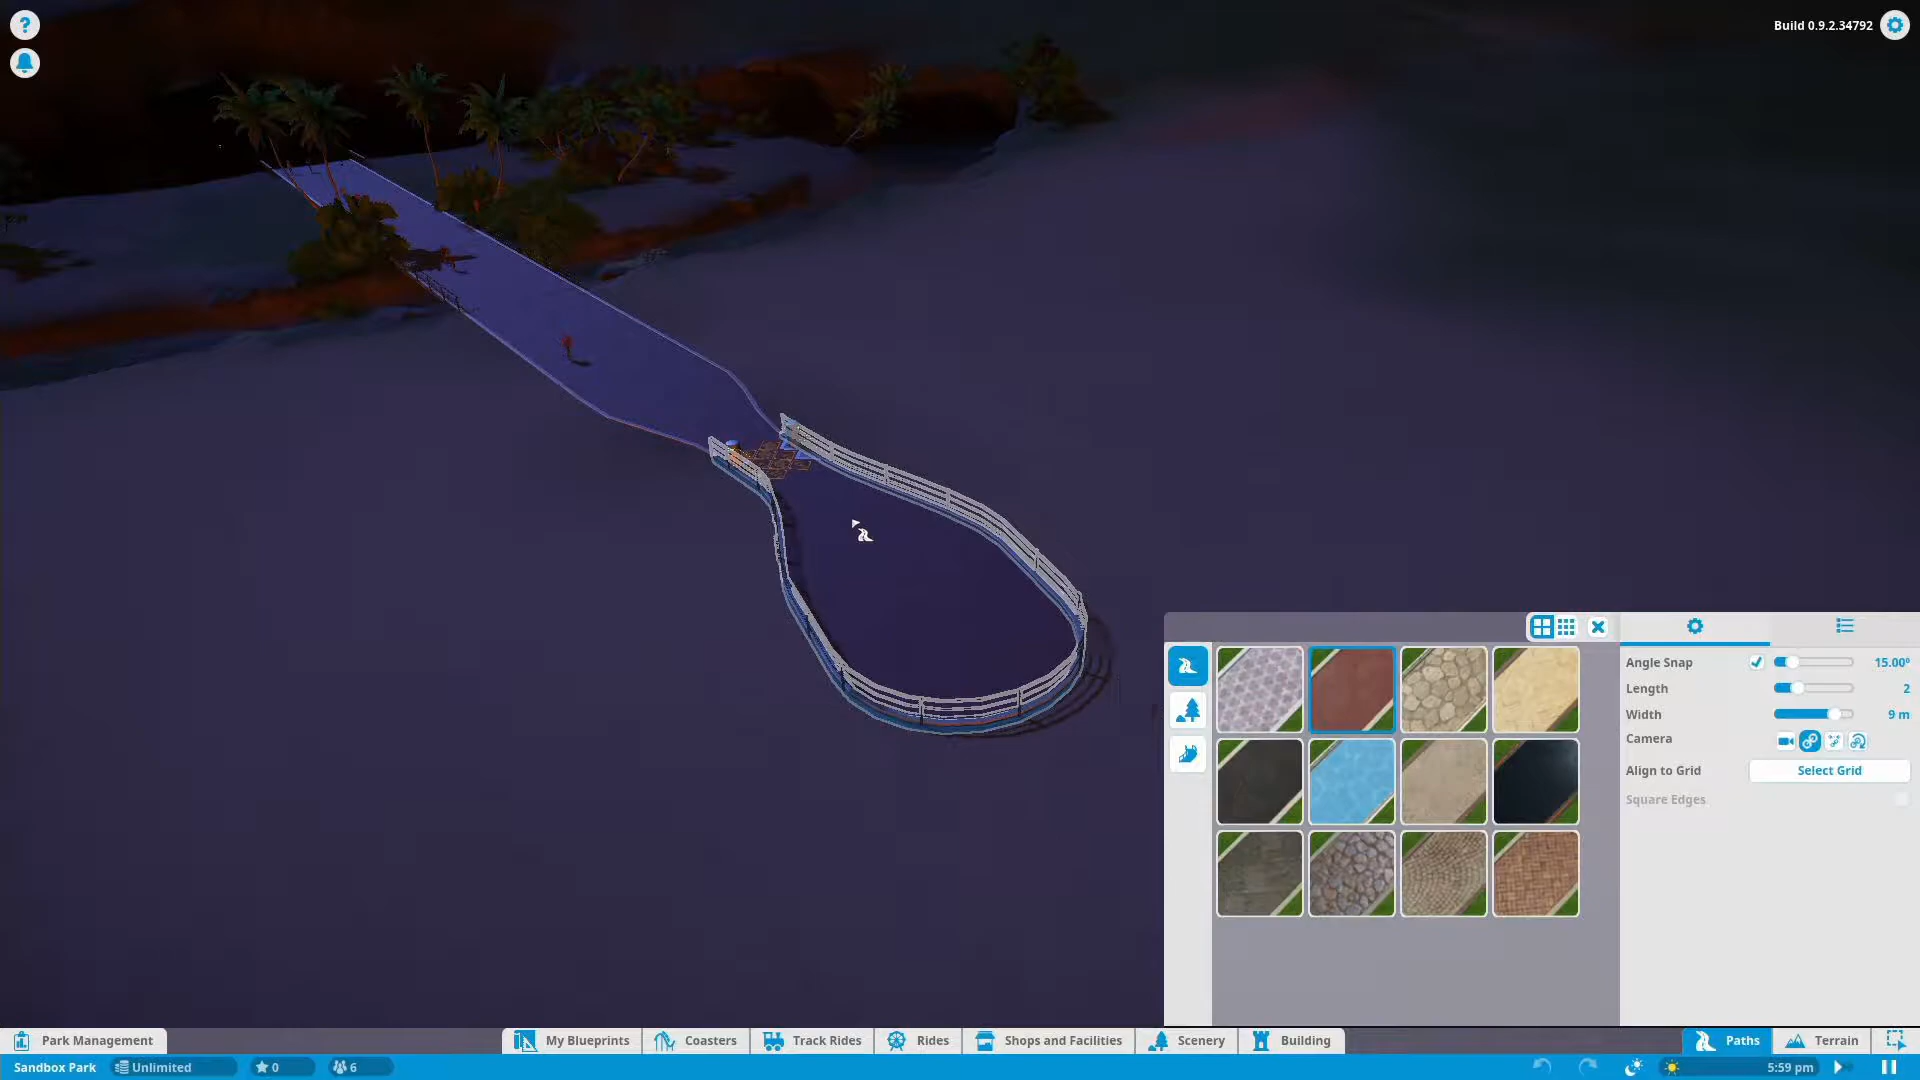 ?
Build 0.9.2.34792
Angle Snap 15.00°
Length 2
Width 9 m
Camera
Align to Grid Select Grid
Square Edges
Park Management My Blueprints Coasters Track Rides Rides Shops and Facilities Scenery Building Paths Terrain
Sandbox Park Unlimited 0 6 5:59 pm